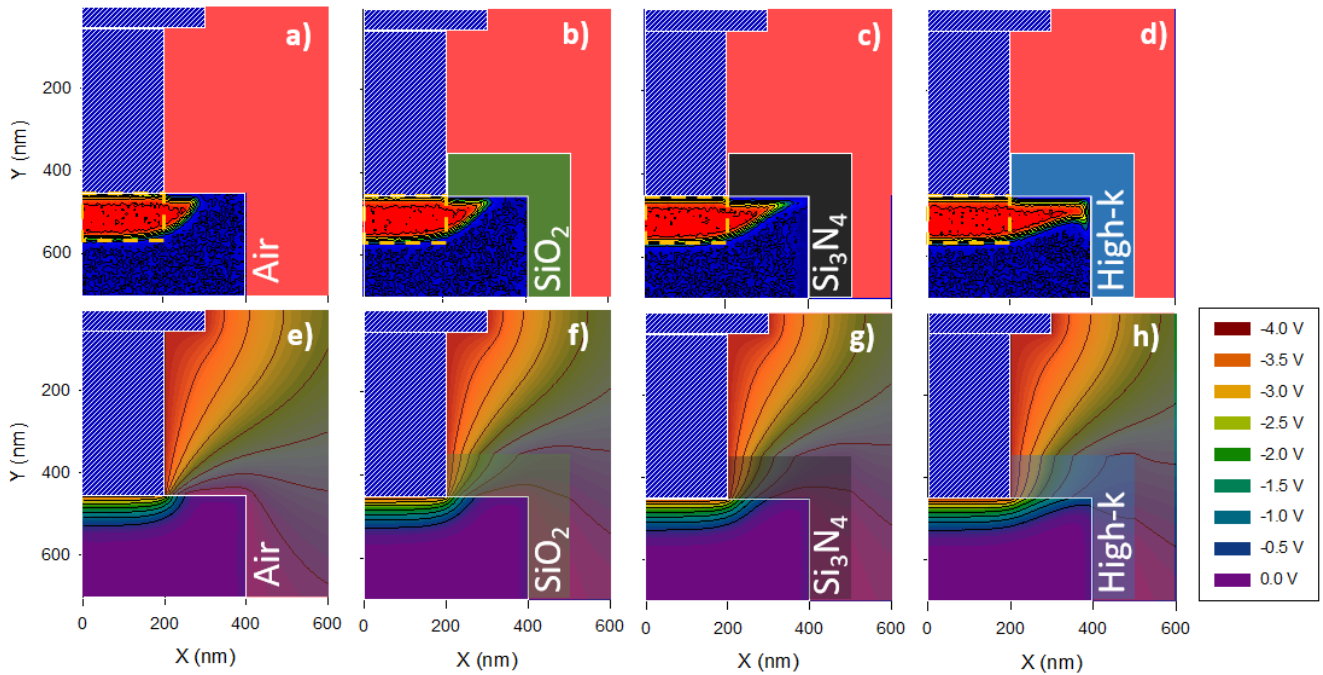 a)
b)
c)
d)
200
400
600
Y (nm)
Air
SiO2
Si3N4
High-k
e)
f)
g)
h)
200
400
600
Y (nm)
Air
SiO2
Si3N4
High-k
0 200 400 600
0 200 400 600
0 200 400 600
0 200 400 600
X (nm)
X (nm)
X (nm)
X (nm)
-4.0 V
-3.5 V
-3.0 V
-2.5 V
-2.0 V
-1.5 V
-1.0 V
-0.5 V
0.0 V